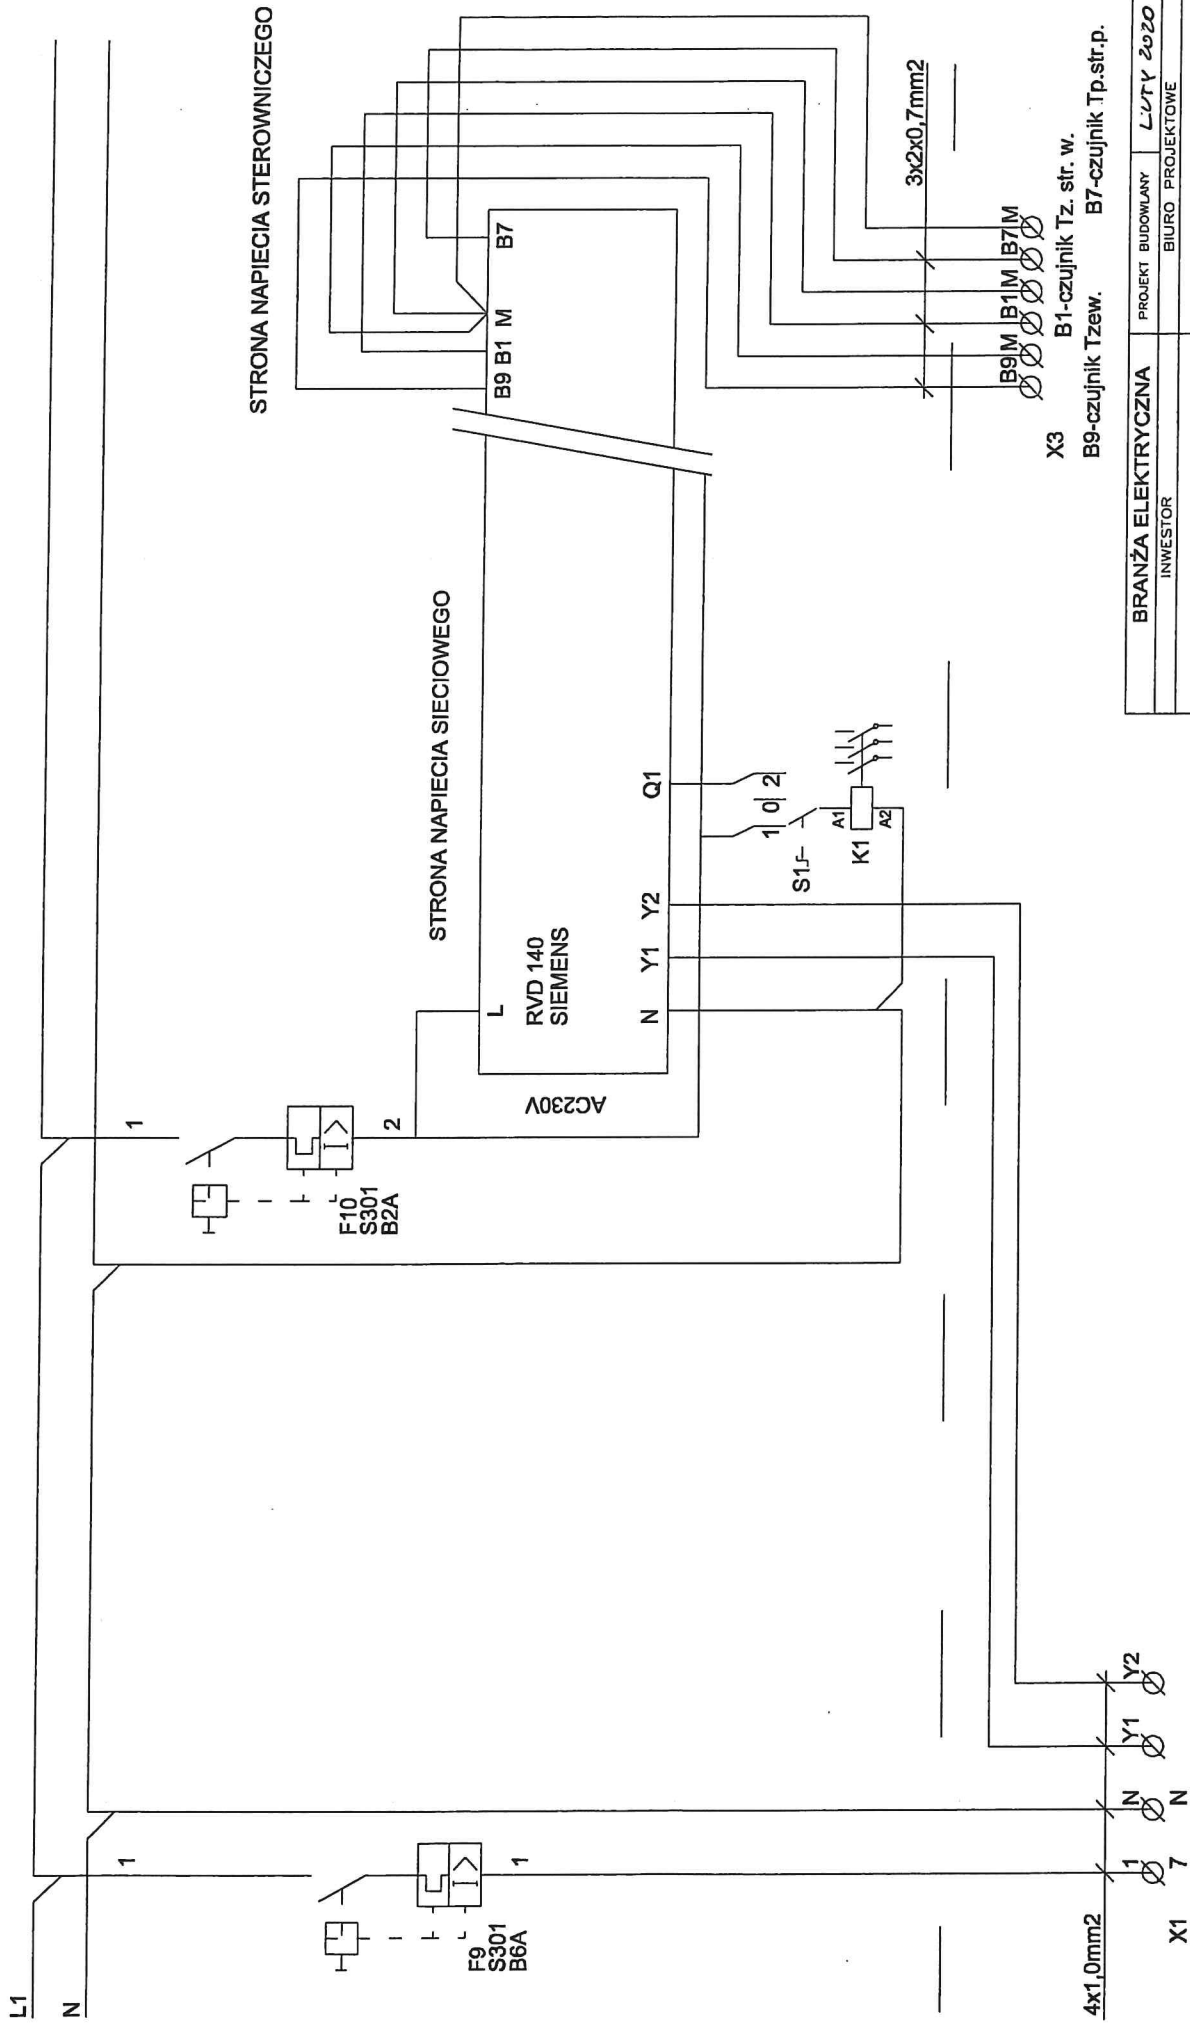 L1
N
1
F9
S301
B6A
1
4x1,0mm2
1
N
Y1
Y2
X1
7
N
1
F10
S301
B2A
2
AC230V
STRONA NAPIECIA SIECIOWEGO
STRONA NAPIECIA STEROWNICZEGO
L
RVD 140
SIEMENS
N
Y1
Y2
Q1
B9 B1 M
B7
1 0 2
S1
A1
A2
K1
3x2x0,7mm2
B9 M B1 M B7 M
X3
B1-czujnik Tz. str. w.
B9-czujnik Tzew.
B7-czujnik Tp.str.p.
BRANŻA ELEKTRYCZNA
PROJEKT BUDOWLANY
LUTY 2020
INWESTOR
BIURO PROJEKTOWE